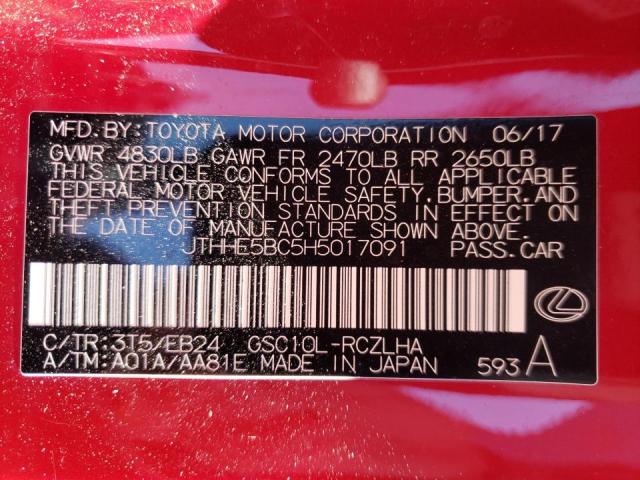 MFD. BY: TOYOTA MOTOR CORPORATION 06/17
GVWR 4830LB GAWR FR 2470LB RR 2650LB
THIS VEHICLE CONFORMS TO ALL APPLICABLE
FEDERAL MOTOR VEHICLE SAFETY, BUMPER, AND
THEFT PREVENTION STANDARDS IN EFFECT ON
THE DATE OF MANUFACTURE SHOWN ABOVE.
JTHHE5BC5H5017091 PASS. CAR
C/TR: 3T5/EB24 GSC10L-RCZLHA
A/TM: A01A/AA81E MADE IN JAPAN 593 A